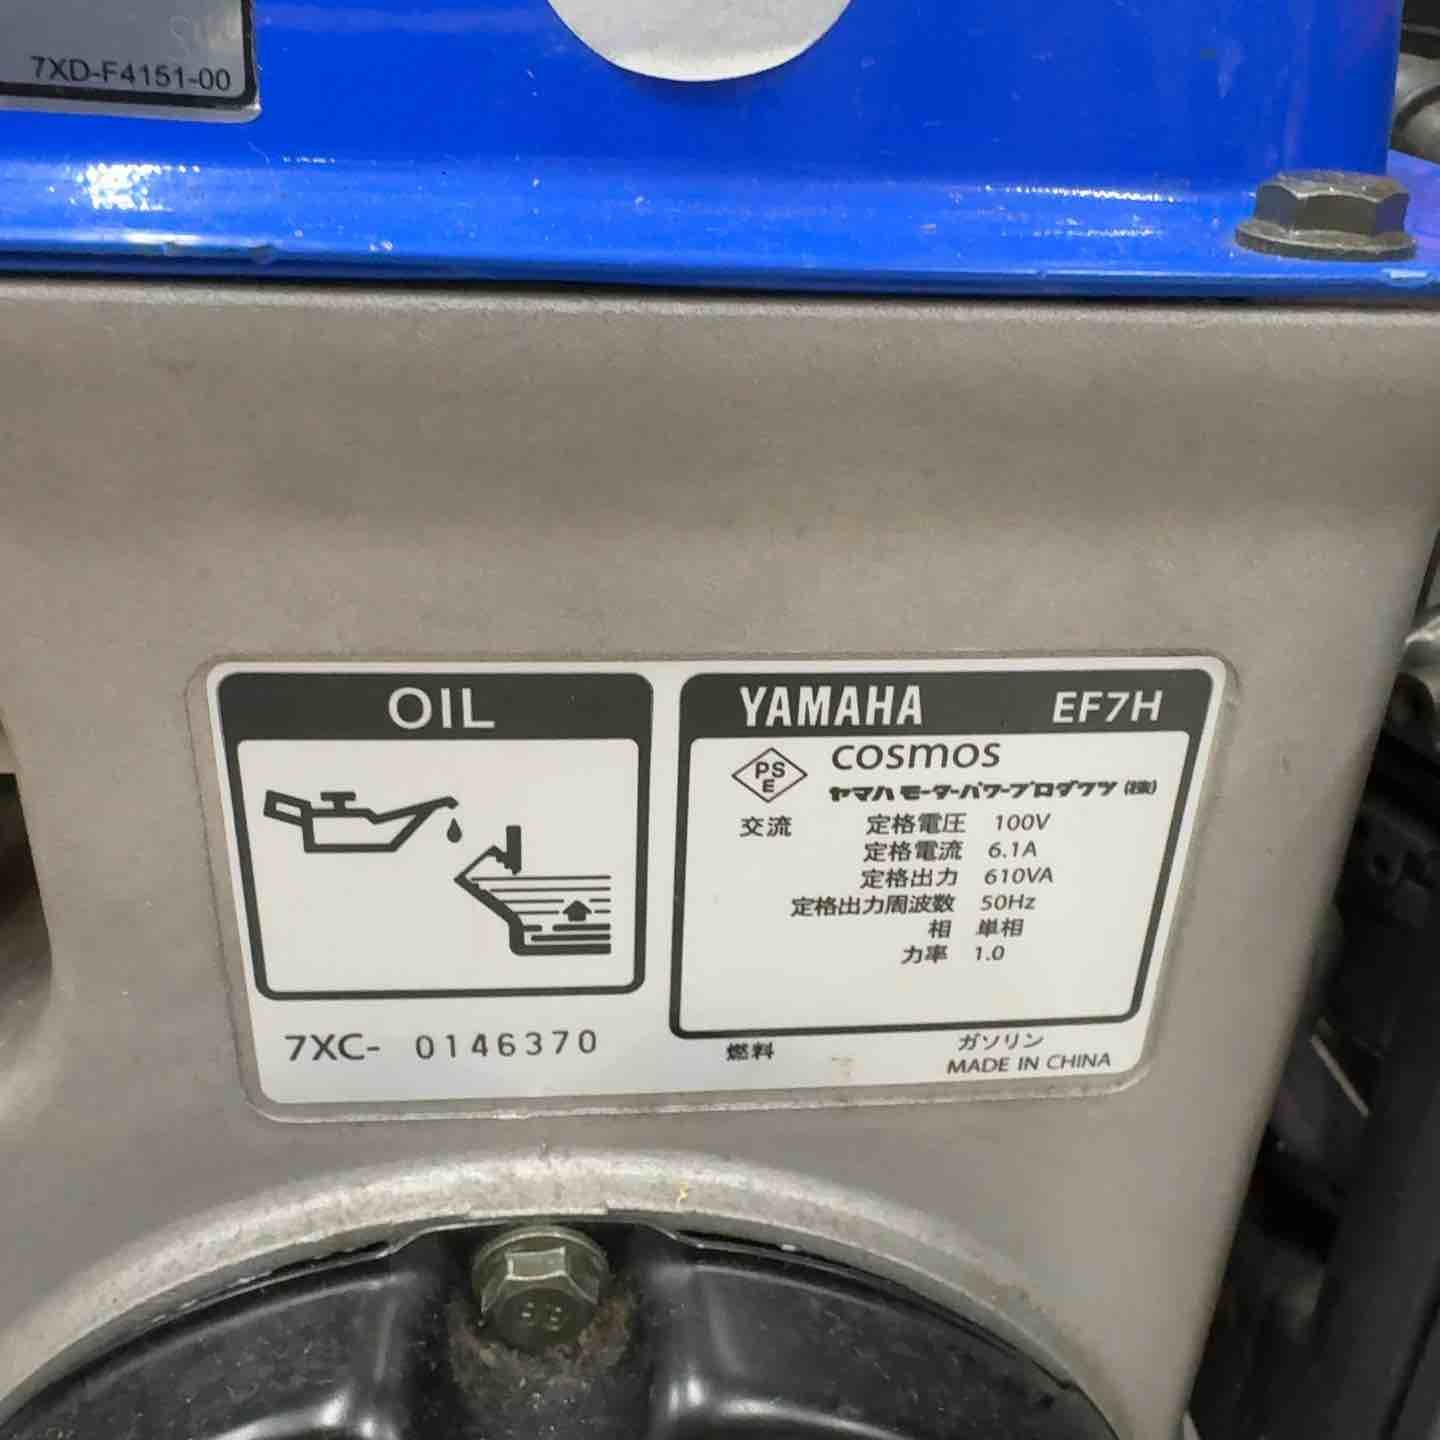 7XD-F4151-00
OIL
7XC- 0146370
YAMAHA EF7H
PS
E
cosmos
ヤマハ モーターパワープロダクツ (株)
交流 定格電圧 100V
定格電流 6.1A
定格出力 610VA
定格出力周波数 50Hz
相 単相
力率 1.0
燃料 ガソリン
MADE IN CHINA